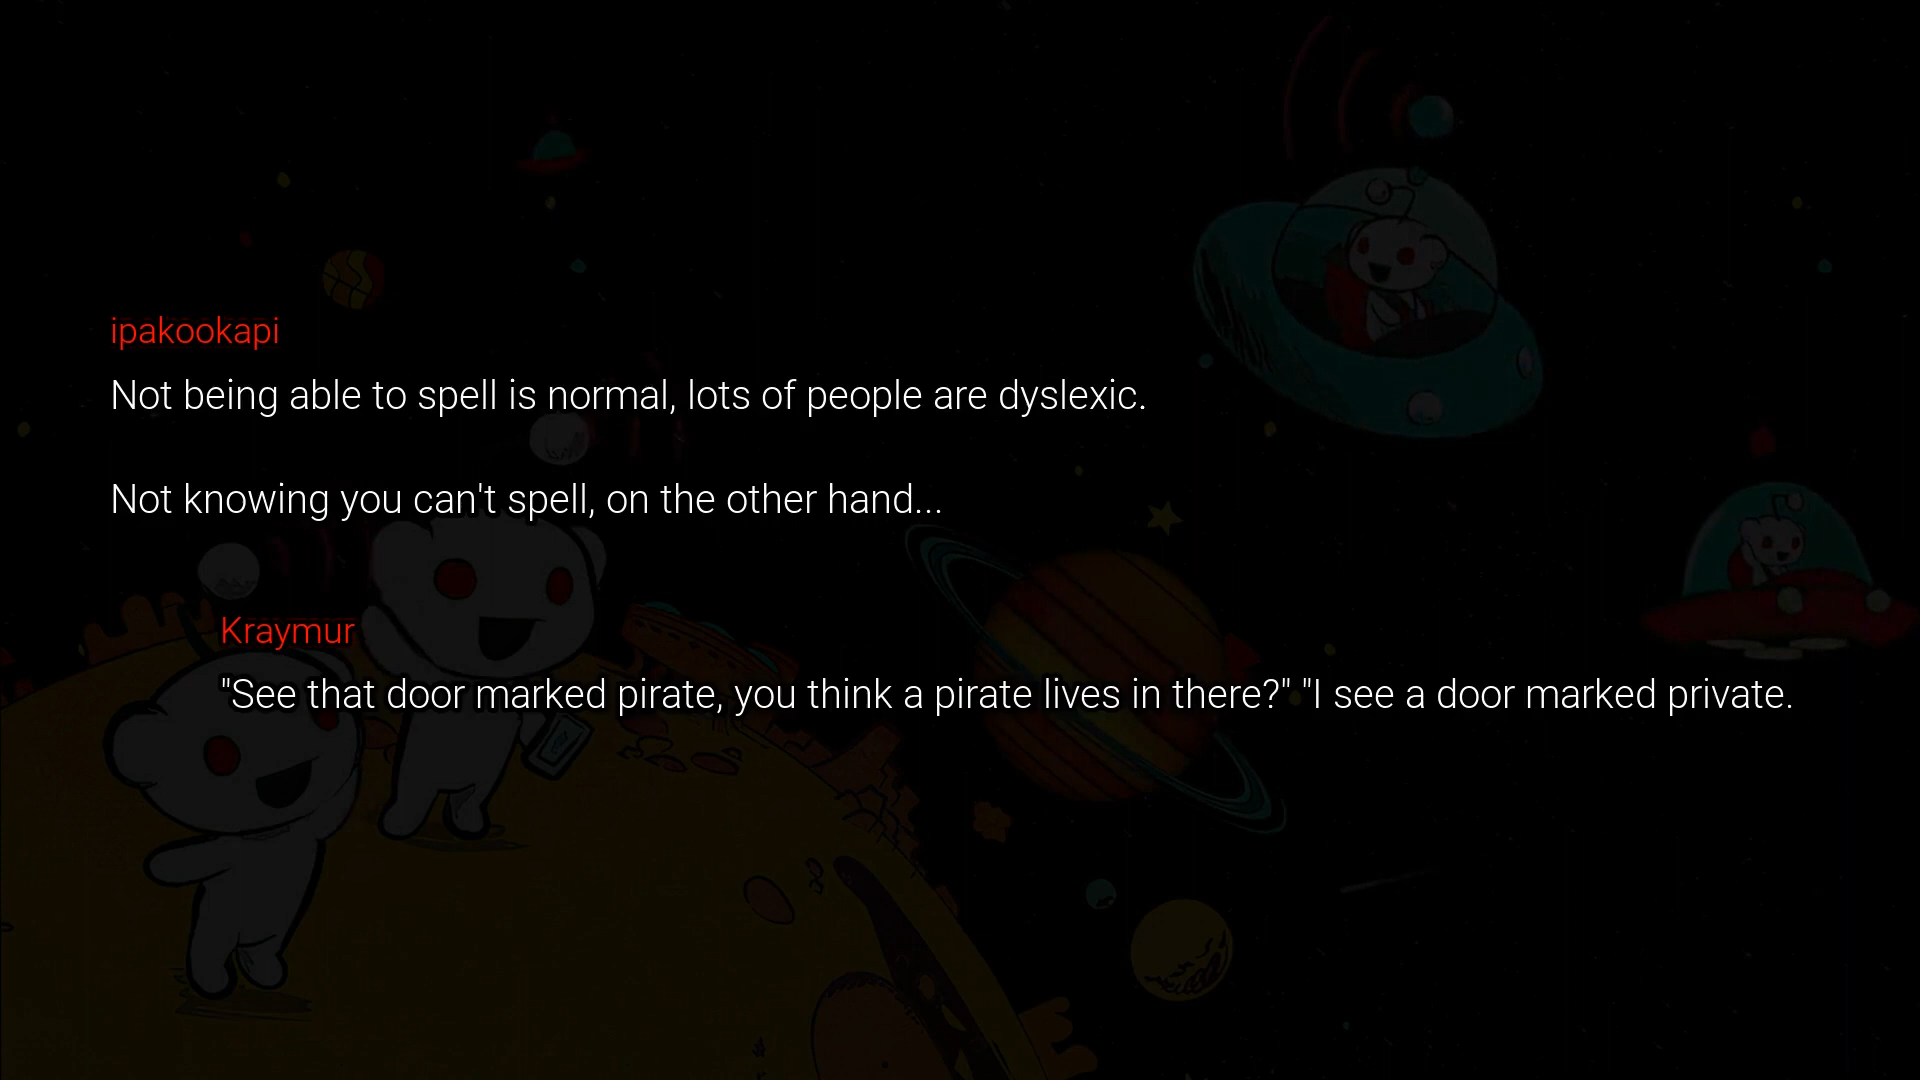 ipakookapi
Not being able to spell is normal, lots of people are dyslexic.
Not knowing you can't spell, on the other hand...
Kraymur
"See that door marked pirate, you think a pirate lives in there?" "I see a door marked private.